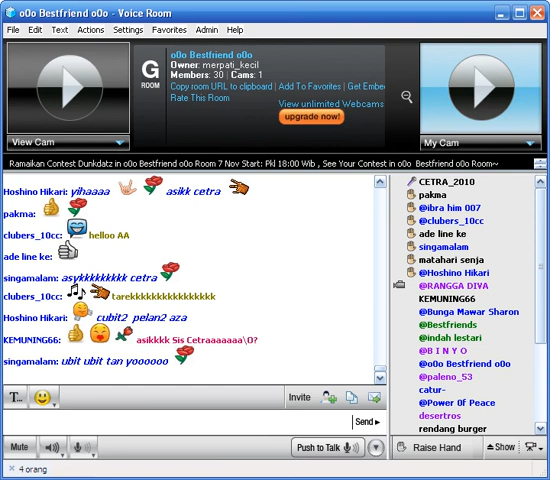 o0o Bestfriend o0o - Voice Room
File Edit Text Actions Settings Favorites Admin Help
o0o Bestfriend o0o
Owner: merpati_kecil
Members: 30 | Cams: 1
Copy room URL to clipboard | Add To Favorites | Get Embe
Rate This Room
View unlimited Webcams
upgrade now!
G
ROOM
View Cam
My Cam
Ramaikan Contest Dunkdatz in o0o Bestfriend o0o Room 7 Nov Start: Pkl 18:00 Wib , See Your Contest in o0o Bestfriend o0o Room~
Hoshino Hikari: yihaaaa asikk cetra
pakma:
clubers_10cc: helloo AA
ade line ke:
singamalam: asykkkkkkkkk cetra
clubers_10cc: tarekkkkkkkkkkkkkkkk
Hoshino Hikari: cubit2 pelan2 aza
KEMUNING66: asikkkk Sis Cetraaaaaaa\O?
singamalam: ubit ubit tan yoooooo
CETRA_2010
pakma
@ibra him 007
@clubers_10cc
ade line ke
singamalam
matahari senja
@Hoshino Hikari
@RANGGA DIVA
KEMUNING66
@Bunga Mawar Sharon
@Bestfriends
@indah lestari
@B I N Y O
@o0o Bestfriend o0o
@paleno_53
catur-
@Power 0f Peace
desertros
rendang burger
T...
Invite
Send
Mute
Push to Talk
Raise Hand
Show
4 orang